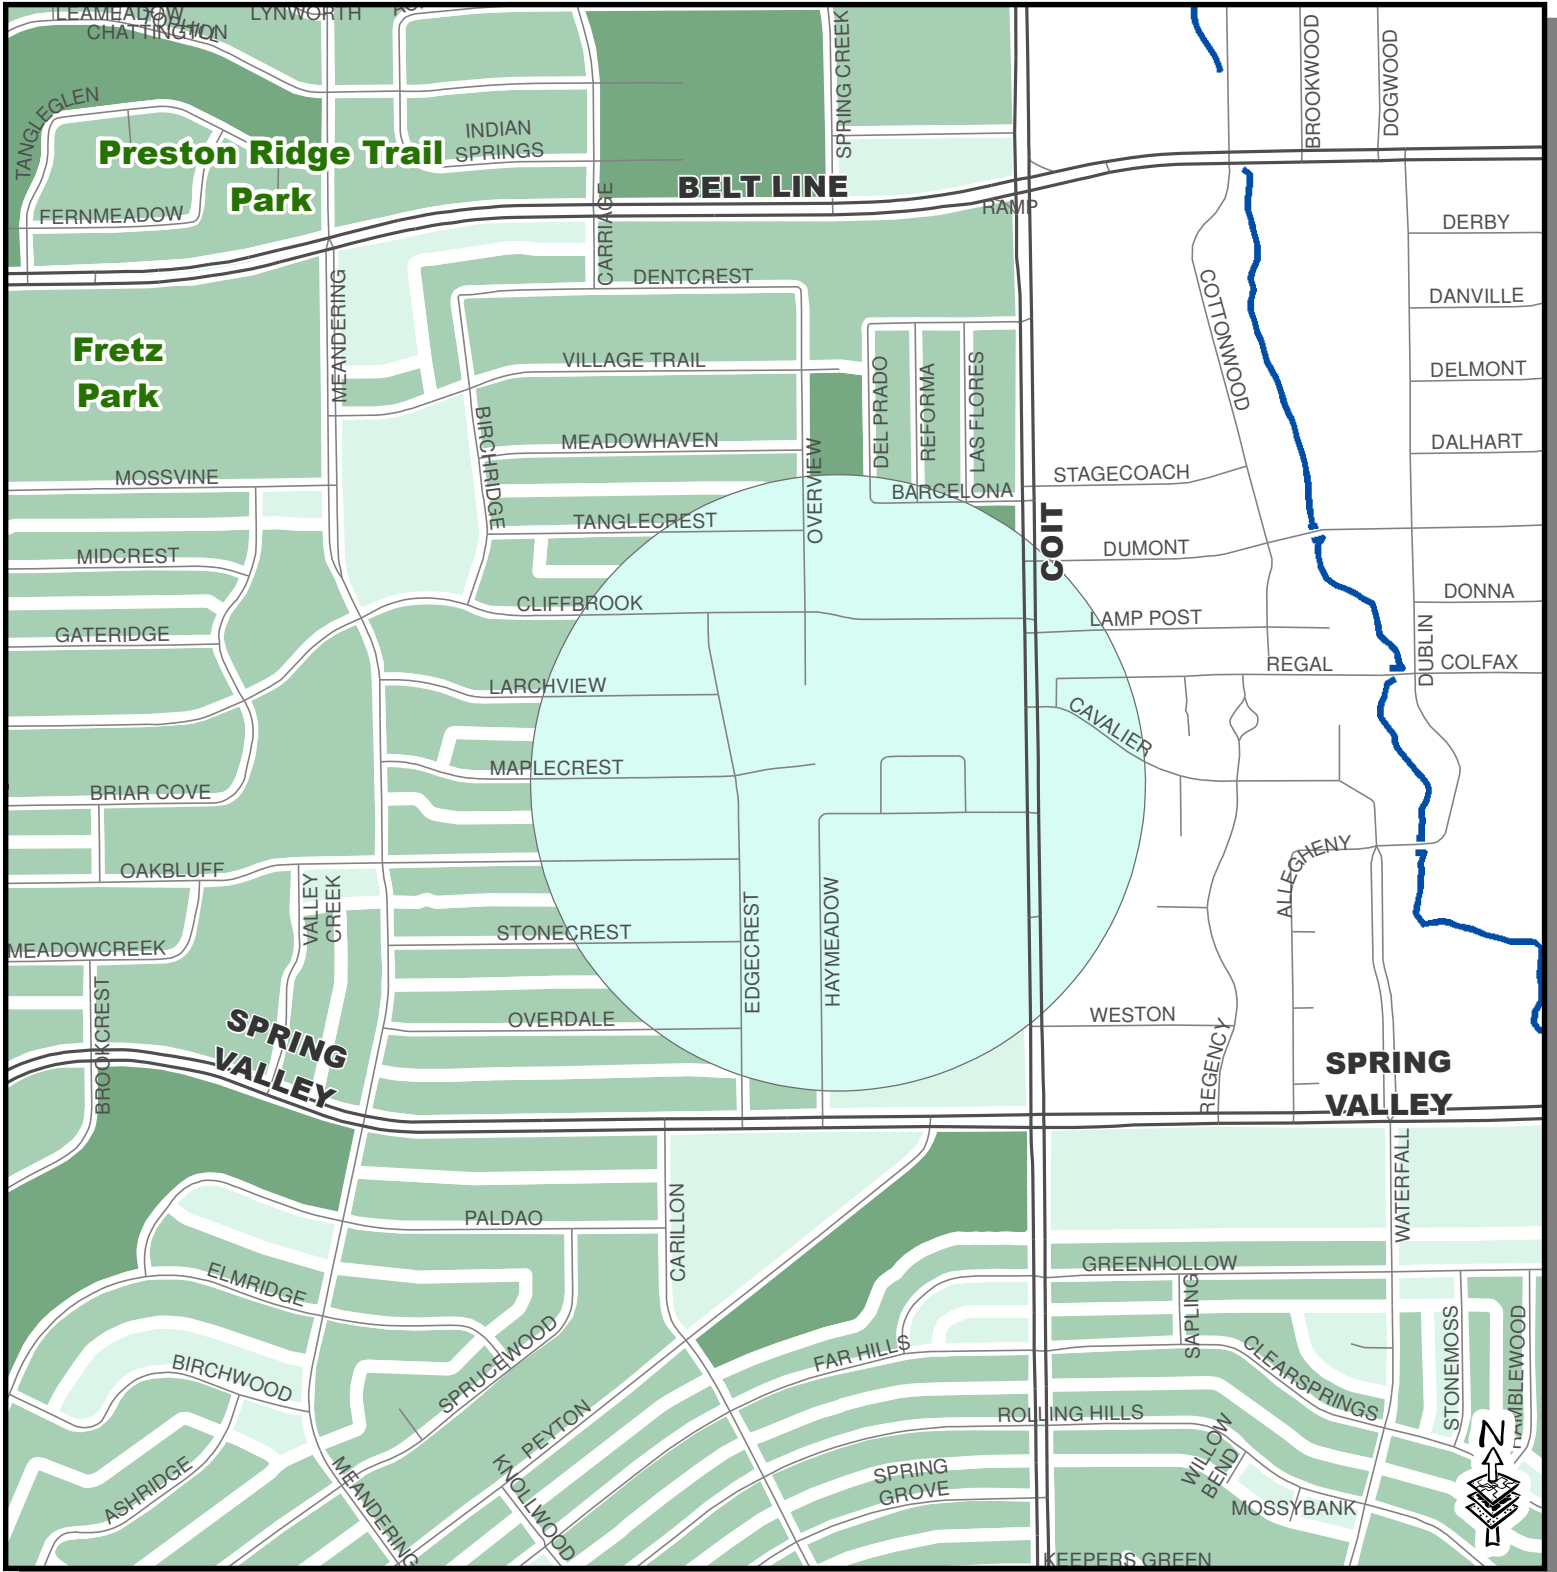 LEAMEADOW
TOPHILL
LYNWORTH
CHATTINGTON
SPRING CREEK
BROOKWOOD
DOGWOOD
TANGLEGLEN
INDIAN
SPRINGS
Preston Ridge Trail
Park
BELT LINE
RAMP
FERNMEADOW
CARRIAGE
DERBY
DENTCREST
MEANDERING
COTTONWOOD
DANVILLE
Fretz
Park
VILLAGE TRAIL
DEL PRADO
REFORMA
LAS FLORES
DELMONT
BIRCHRIDGE
MEADOWHAVEN
OVERVIEW
DALHART
MOSSVINE
STAGECOACH
BARCELONA
TANGLECREST
COIT
DUMONT
MIDCREST
CLIFFBROOK
DONNA
LAMP POST
GATERIDGE
DUBLIN
REGAL
COLFAX
LARCHVIEW
CAVALIER
MAPLECREST
BRIAR COVE
ALLEGHENY
OAKBLUFF
VALLEY
CREEK
STONECREST
EDGECREST
HAYMEADOW
MEADOWCREEK
BROOKCREST
OVERDALE
WESTON
SPRING
VALLEY
REGENCY
SPRING
VALLEY
WATERFALL
PALDAO
CARILLON
ELMRIDGE
GREENHOLLOW
SAPLING
SPRUCEWOOD
FAR HILLS
CLEARSPRINGS
STONEMOSS
BIRCHWOOD
PEYTON
ROLLING HILLS
WILLOW
BEND
N
ASHRIDGE
MEANDERING
KNOLLWOOD
SPRING
GROVE
MOSSYBANK
KEEPERS GREEN